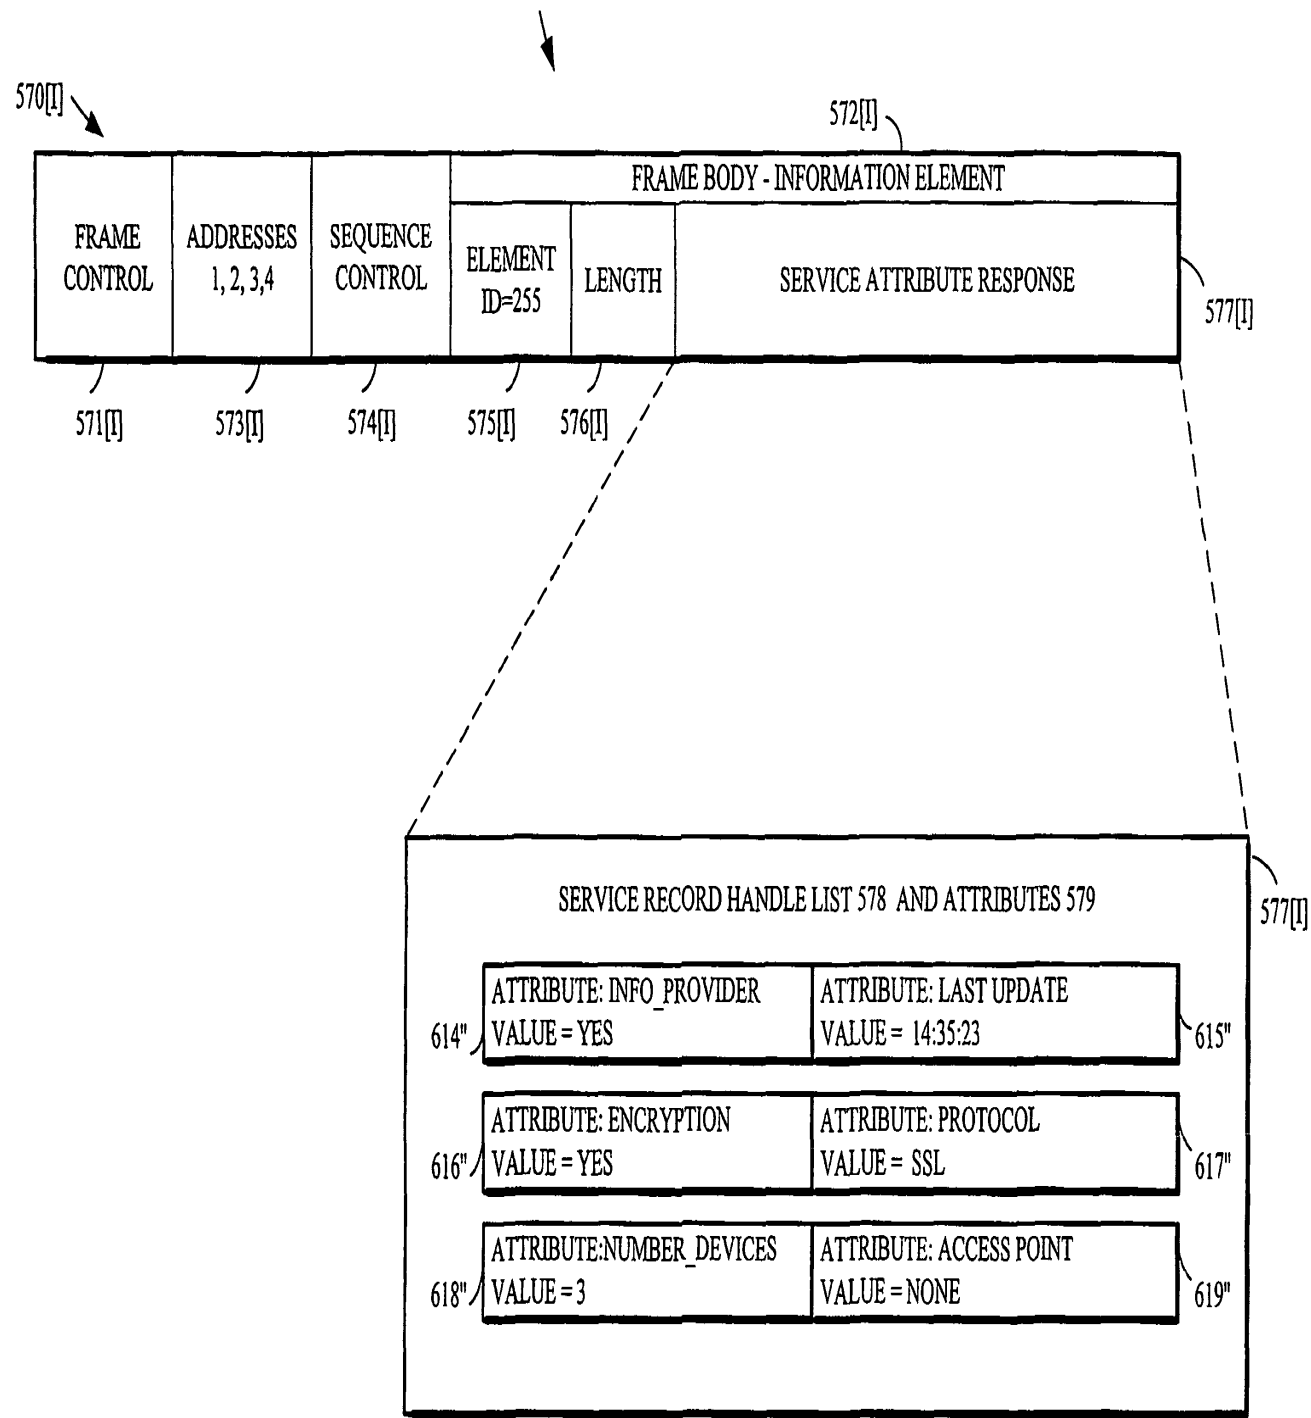 570[I]
572[I]
FRAME BODY - INFORMATION ELEMENT
FRAME
CONTROL
ADDRESSES
1, 2, 3,4
SEQUENCE
CONTROL
ELEMENT
ID=255
LENGTH
SERVICE ATTRIBUTE RESPONSE
577[I]
571[I]
573[I]
574[I]
575[I]
576[I]
SERVICE RECORD HANDLE LIST 578 AND ATTRIBUTES 579
577[I]
ATTRIBUTE: INFO_PROVIDER
VALUE = YES
614"
ATTRIBUTE: LAST UPDATE
VALUE = 14:35:23
615"
ATTRIBUTE: ENCRYPTION
VALUE = YES
616"
ATTRIBUTE: PROTOCOL
VALUE = SSL
617"
ATTRIBUTE:NUMBER_DEVICES
VALUE = 3
618"
ATTRIBUTE: ACCESS POINT
VALUE = NONE
619"